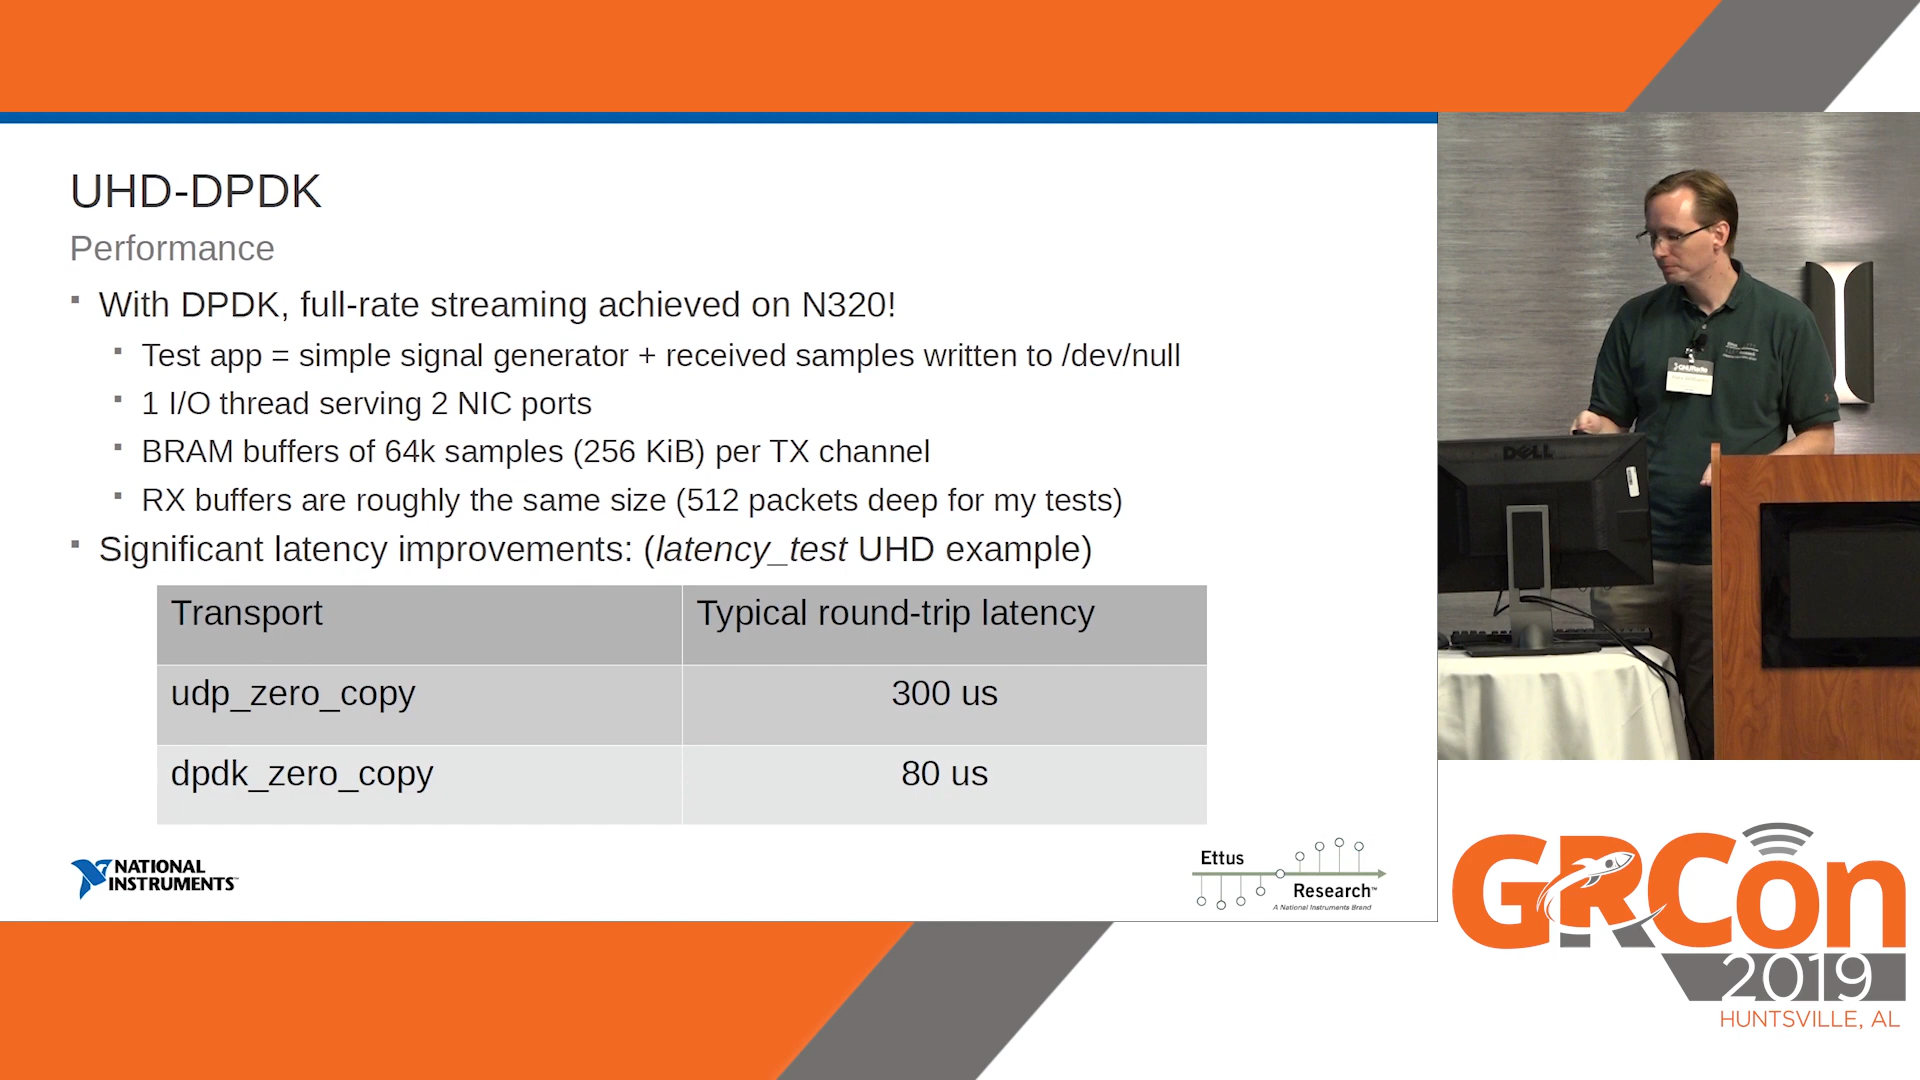 UHD-DPDK
Performance
With DPDK, full-rate streaming achieved on N320!
Test app = simple signal generator + received samples written to /dev/null
1 I/O thread serving 2 NIC ports
BRAM buffers of 64k samples (256 KiB) per TX channel
RX buffers are roughly the same size (512 packets deep for my tests)
Significant latency improvements: (latency_test UHD example)
Transport Typical round-trip latency
udp_zero_copy 300 us
dpdk_zero_copy 80 us
NATIONAL
INSTRUMENTS™
Ettus
Research™
A National Instruments Brand
DELL
GRCon
2019
HUNTSVILLE, AL